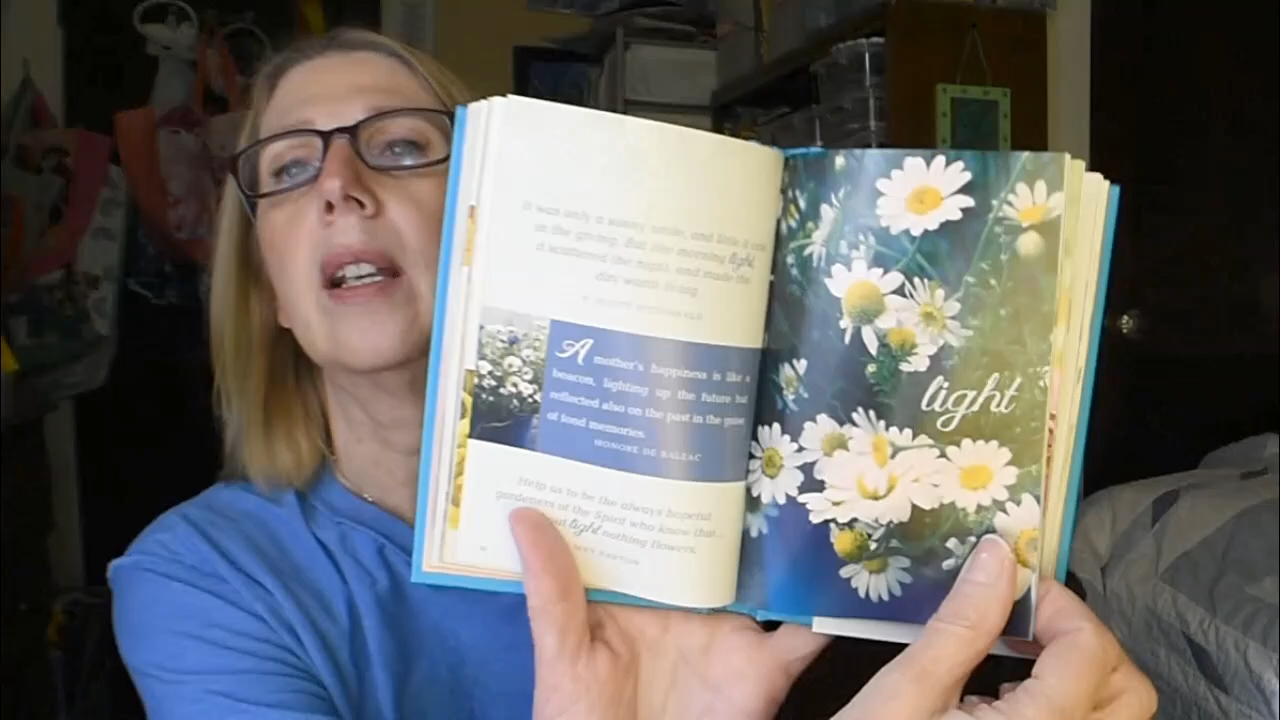 It was only a sunny smile, and little it cost
in the giving, But like morning light,
it scattered the night, and made the
day worth living.
A mother's happiness is like a
beacon, lighting up the future but
reflected also on the past in the guise
of fond memories.
HONORE DE BALZAC
Help us to be the always hopeful
gardeners of the Spirit who know that
light nothing flowers.
light